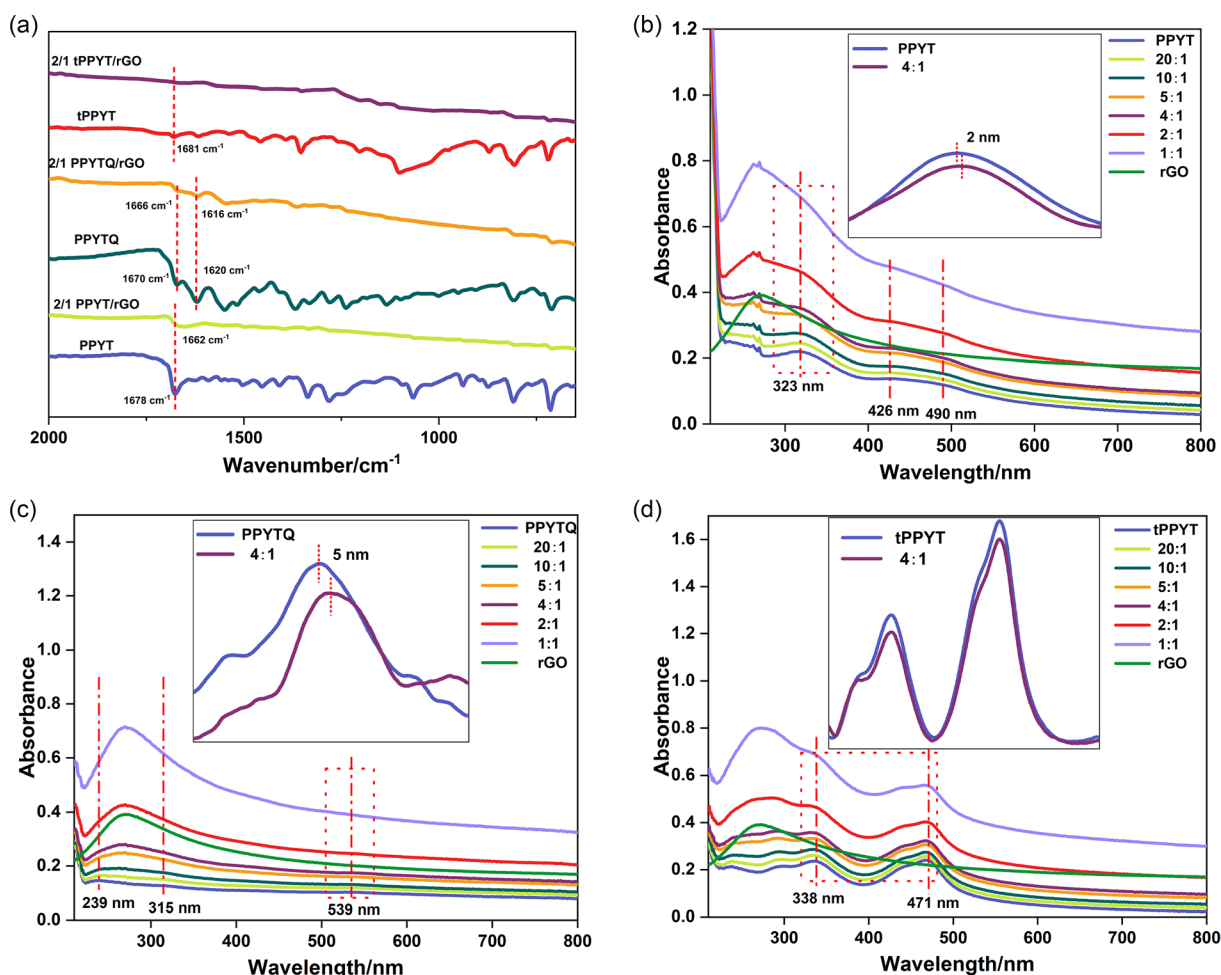 (a)
2/1 tPPYT/rGO
tPPYT
1681 cm⁻¹
2/1 PPYTQ/rGO
1666 cm⁻¹
1616 cm⁻¹
PPYTQ
1670 cm⁻¹
1620 cm⁻¹
2/1 PPYT/rGO
1662 cm⁻¹
PPYT
1678 cm⁻¹
2000
1500
1000
Wavenumber/cm⁻¹
(b)
1.2
1.0
0.8
0.6
0.4
0.2
0.0
Absorbance
PPYT
4:1
2 nm
PPYT
20:1
10:1
5:1
4:1
2:1
1:1
rGO
323 nm
426 nm
490 nm
300
400
500
600
700
800
Wavelength/nm
(c)
1.4
1.2
1.0
0.8
0.6
0.4
0.2
0.0
Absorbance
PPYTQ
4:1
5 nm
PPYTQ
20:1
10:1
5:1
4:1
2:1
1:1
rGO
239 nm
315 nm
539 nm
300
400
500
600
700
800
Wavelength/nm
(d)
1.6
1.4
1.2
1.0
0.8
0.6
0.4
0.2
0.0
Absorbance
tPPYT
4:1
tPPYT
20:1
10:1
5:1
4:1
2:1
1:1
rGO
338 nm
471 nm
300
400
500
600
700
800
Wavelength/nm